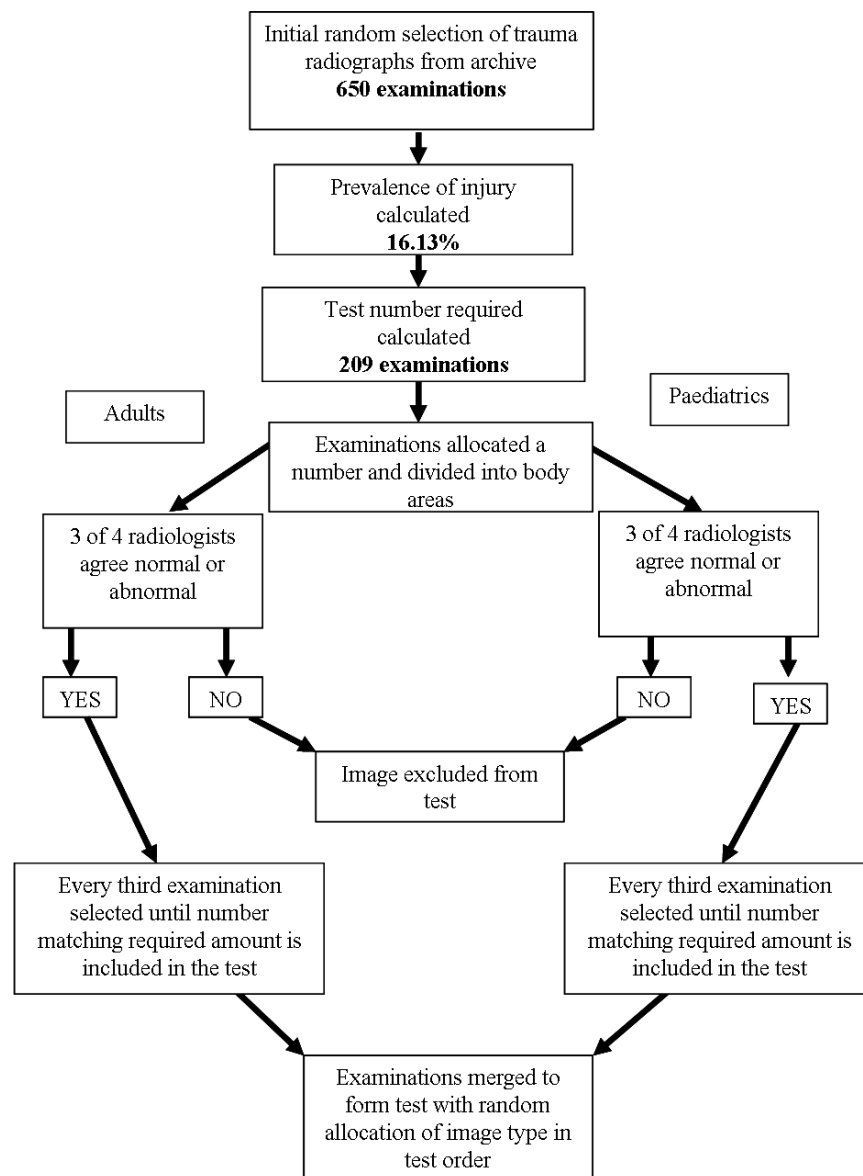 Initial random selection of trauma
radiographs from archive
650 examinations
Prevalence of injury
calculated
16.13%
Test number required
calculated
209 examinations
Adults
Paediatrics
Examinations allocated a
number and divided into body
areas
3 of 4 radiologists
agree normal or
abnormal
3 of 4 radiologists
agree normal or
abnormal
YES
NO
NO
YES
Image excluded from
test
Every third examination
selected until number
matching required amount is
included in the test
Every third examination
selected until number
matching required amount is
included in the test
Examinations merged to
form test with random
allocation of image type in
test order